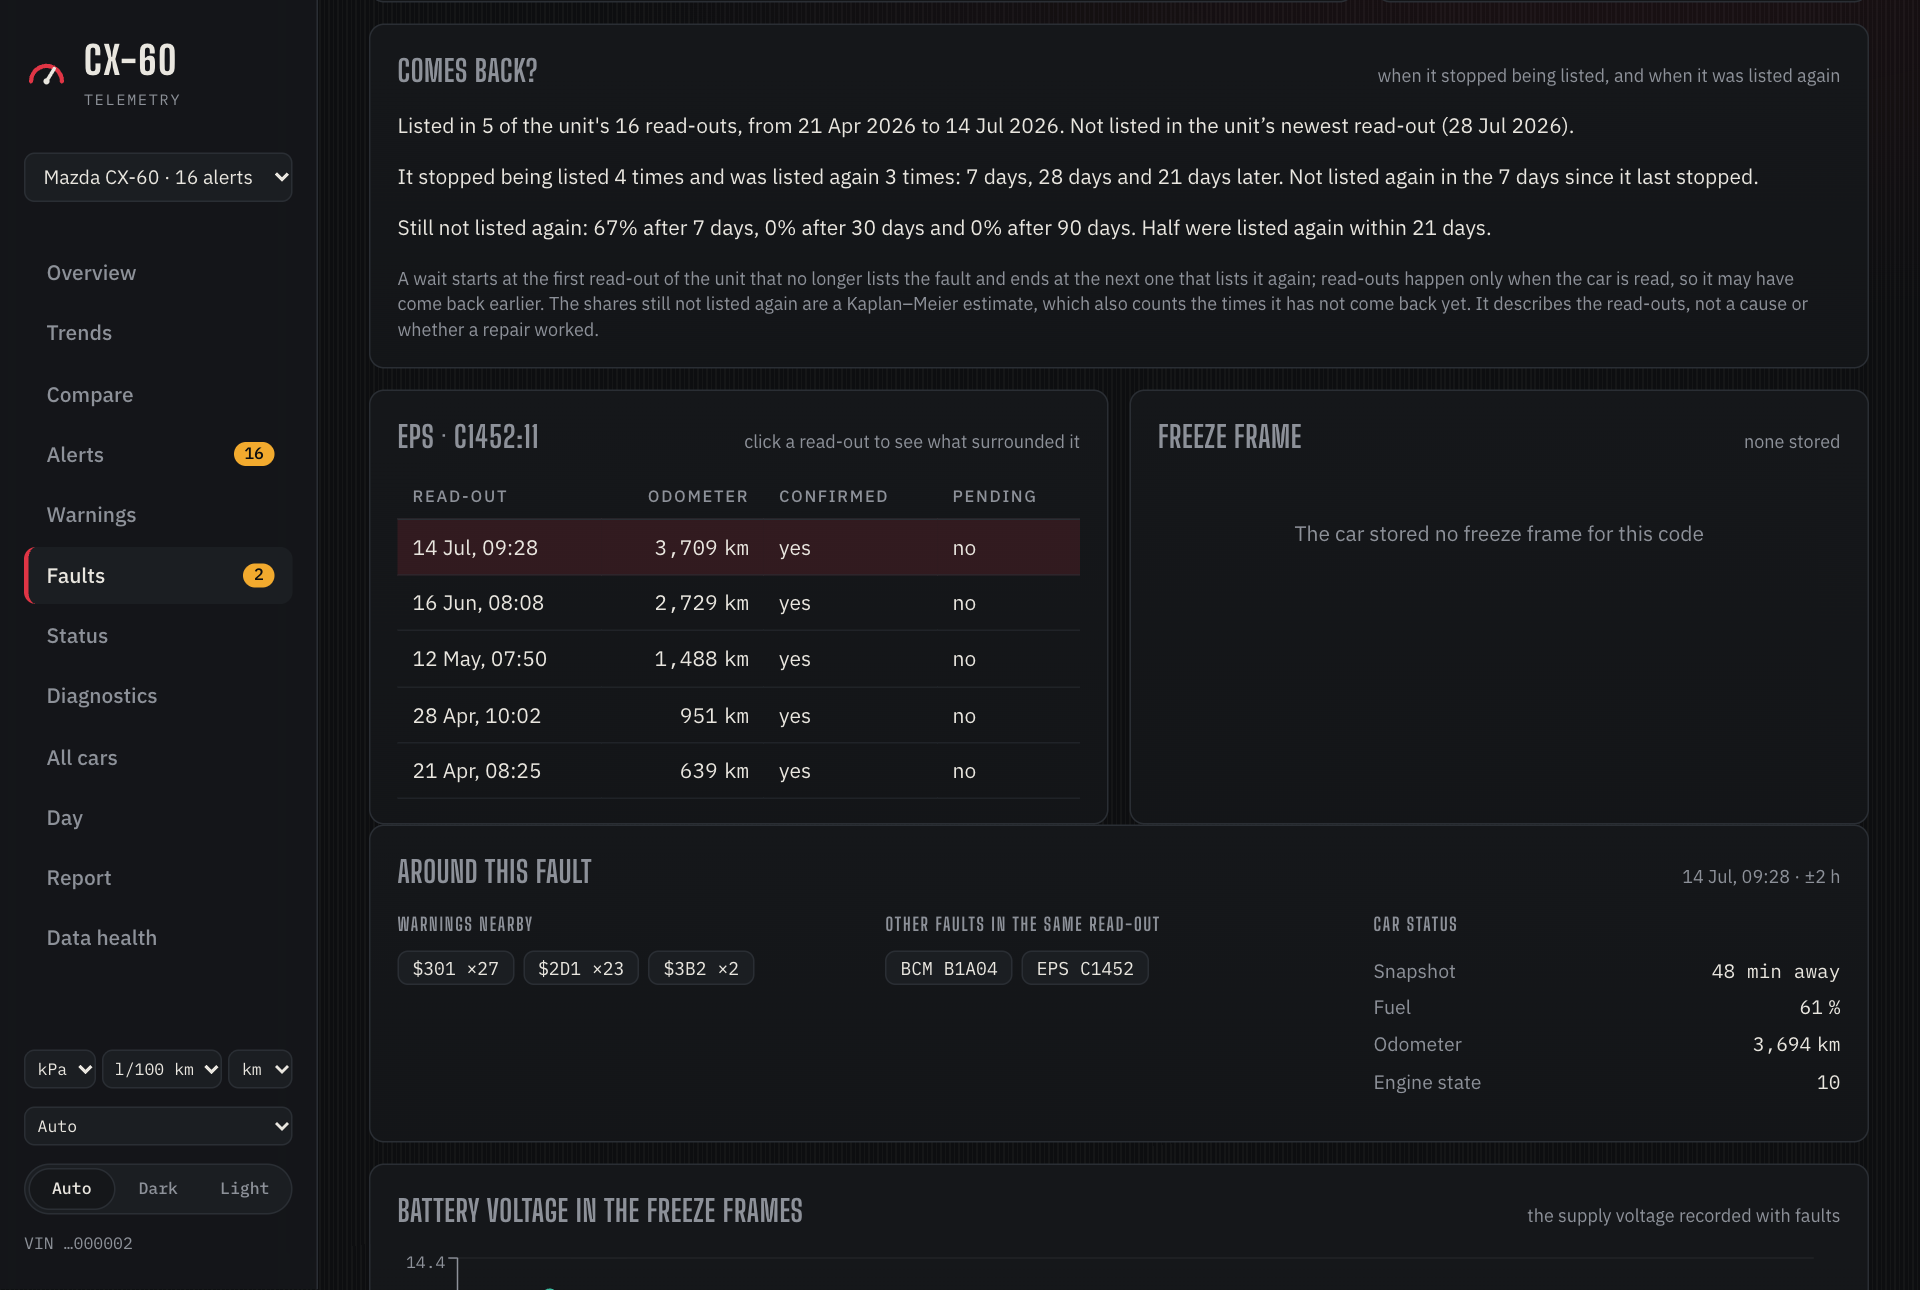 CX-60
TELEMETRY
Mazda CX-60 · 16 alerts
Overview
Trends
Compare
Alerts 16
Warnings
Faults 2
Status
Diagnostics
All cars
Day
Report
Data health
kPa l/100 km km
Auto
Auto Dark Light
VIN …000002
COMES BACK?
when it stopped being listed, and when it was listed again
Listed in 5 of the unit's 16 read-outs, from 21 Apr 2026 to 14 Jul 2026. Not listed in the unit’s newest read-out (28 Jul 2026).
It stopped being listed 4 times and was listed again 3 times: 7 days, 28 days and 21 days later. Not listed again in the 7 days since it last stopped.
Still not listed again: 67% after 7 days, 0% after 30 days and 0% after 90 days. Half were listed again within 21 days.
A wait starts at the first read-out of the unit that no longer lists the fault and ends at the next one that lists it again; read-outs happen only when the car is read, so it may have
come back earlier. The shares still not listed again are a Kaplan–Meier estimate, which also counts the times it has not come back yet. It describes the read-outs, not a cause or
whether a repair worked.
EPS · C1452:11
click a read-out to see what surrounded it
READ-OUT ODOMETER CONFIRMED PENDING
14 Jul, 09:28 3,709 km yes no
16 Jun, 08:08 2,729 km yes no
12 May, 07:50 1,488 km yes no
28 Apr, 10:02 951 km yes no
21 Apr, 08:25 639 km yes no
FREEZE FRAME
none stored
The car stored no freeze frame for this code
AROUND THIS FAULT
14 Jul, 09:28 · ±2 h
WARNINGS NEARBY
$301 ×27 $2D1 ×23 $3B2 ×2
OTHER FAULTS IN THE SAME READ-OUT
BCM B1A04 EPS C1452
CAR STATUS
Snapshot 48 min away
Fuel 61 %
Odometer 3,694 km
Engine state 10
BATTERY VOLTAGE IN THE FREEZE FRAMES
the supply voltage recorded with faults
14.4